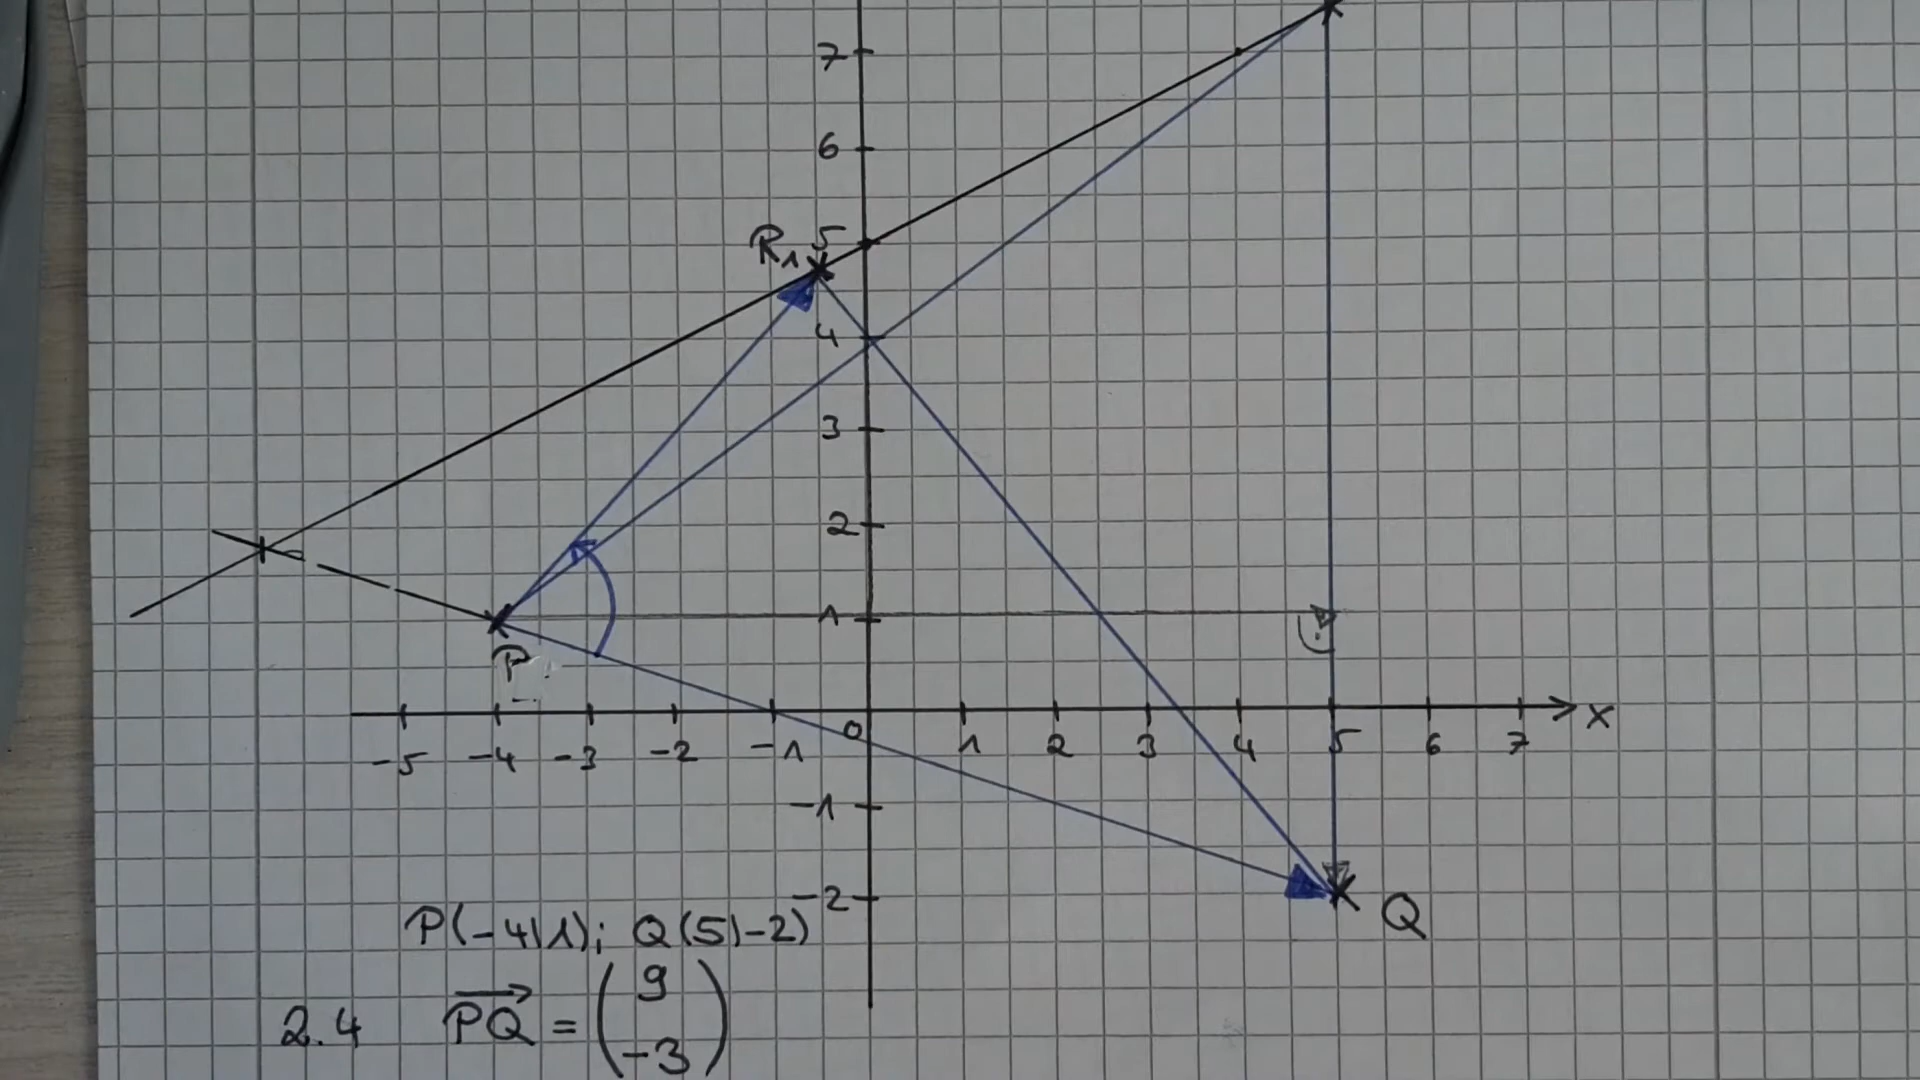 7
6
R₁ 5
4
3
2
1
P
-5 -4 -3 -2 -1 0 1 2 3 4 5 6 7 x
-1
-2 Q
P(-4|1); Q(5|-2)
2.4 PQ = (9
-3)